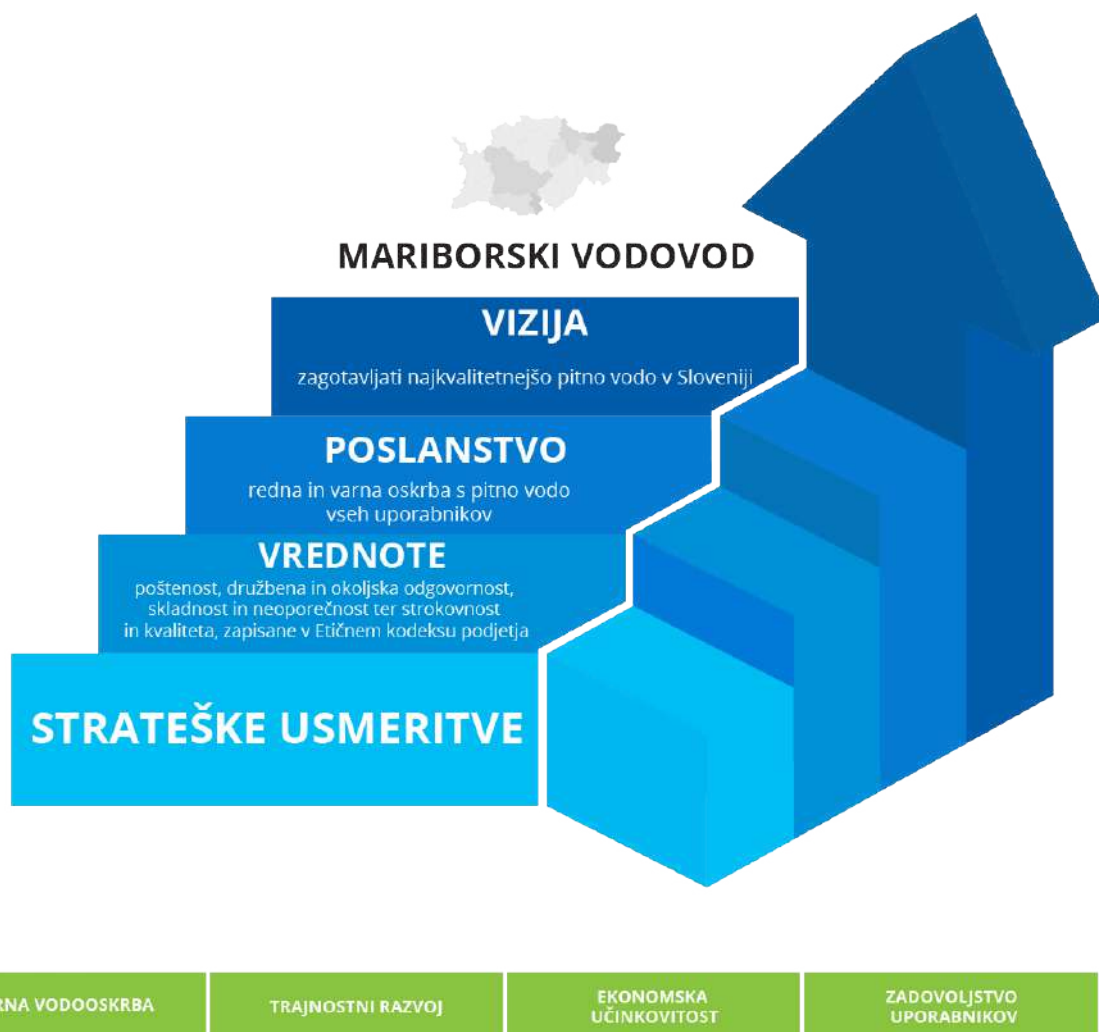 MARIBORSKI VODOVOD
VIZIJA
zagotavljati najkvalitetnejšo pitno vodo v Sloveniji
POSLANSTVO
redna in varna oskrba s pitno vodo
vseh uporabnikov
VREDNOTE
poštenost, družbena in okoljska odgovornost,
skladnost in neoporečnost ter strokovnost
in kvaliteta, zapisane v Etičnem kodeksu podjetja
STRATEŠKE USMERITVE
VODOOSKRBA
TRAJNOSTNI RAZVOJ
EKONOMSKA
UČINKOVITOST
ZADOVOLJSTVO
UPORABNIKOV